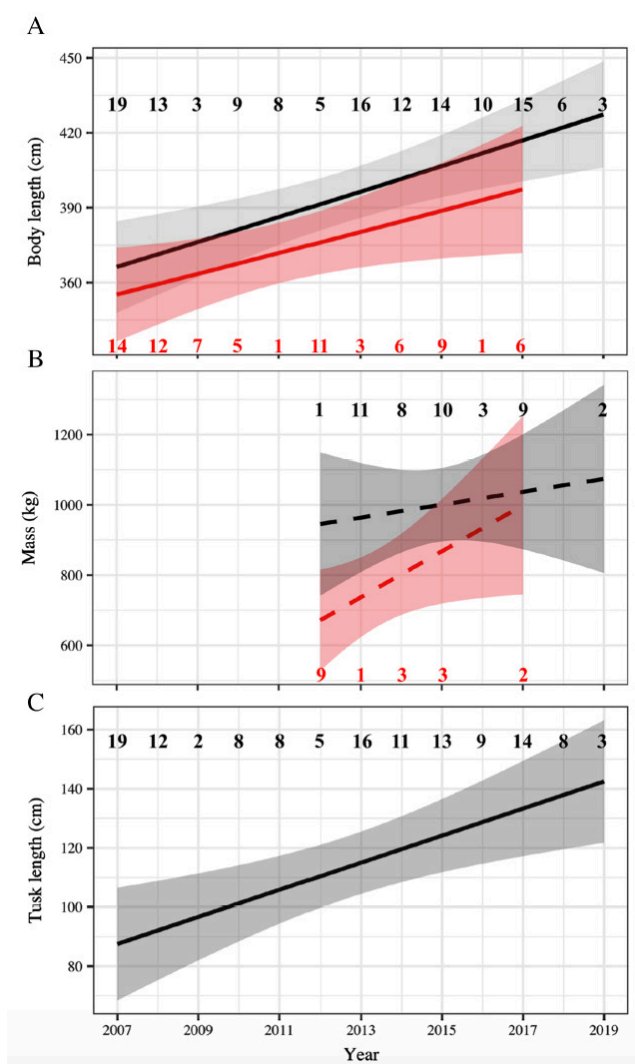 A
450
19 13 3 9 8 5 16 12 14 10 15 6 3
420
390
360
Body length (cm)
14 12 7 5 1 11 3 6 9 1 6
B
1 11 8 10 3 9 2
1200
1000
800
600
Mass (kg)
9 1 3 3 2
C
160
19 12 2 8 8 5 16 11 13 9 14 8 3
140
120
100
80
Tusk length (cm)
2007 2009 2011 2013 2015 2017 2019
Year